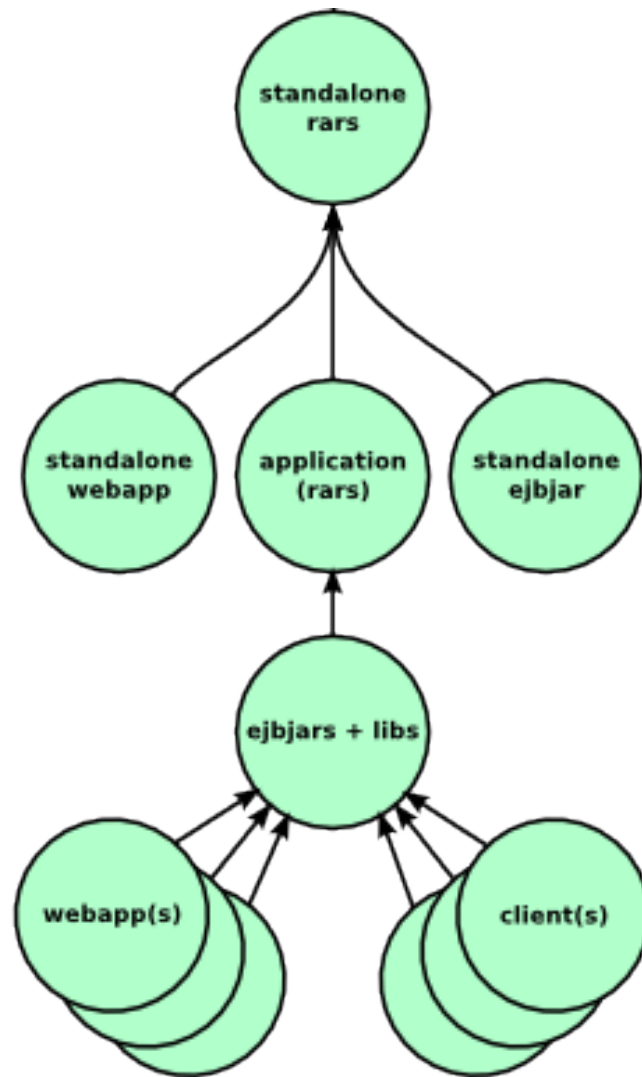 standalone
rars
standalone
webapp
application
(rars)
standalone
ejbjar
ejbjars + libs
webapp(s)
client(s)